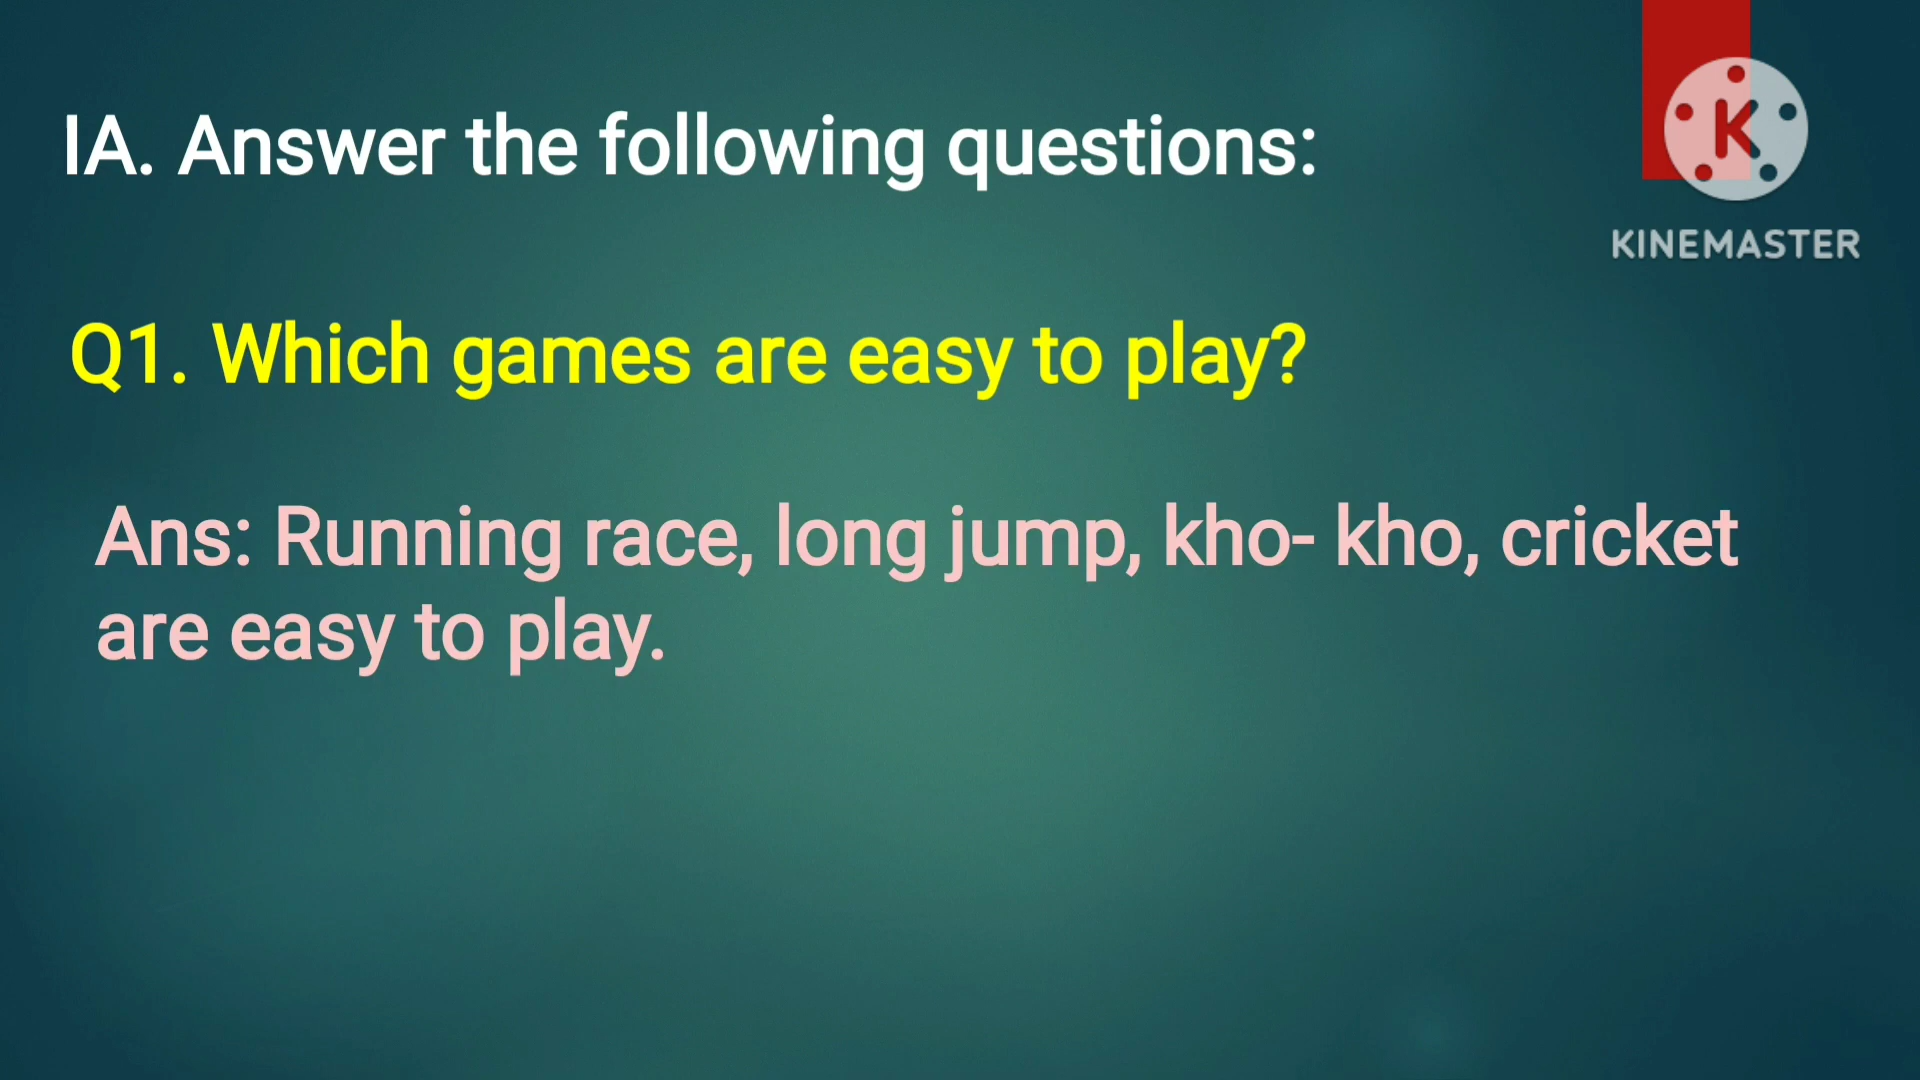 IA. Answer the following questions:
K
KINEMASTER
Q1. Which games are easy to play?
Ans: Running race, long jump, kho- kho, cricket
are easy to play.